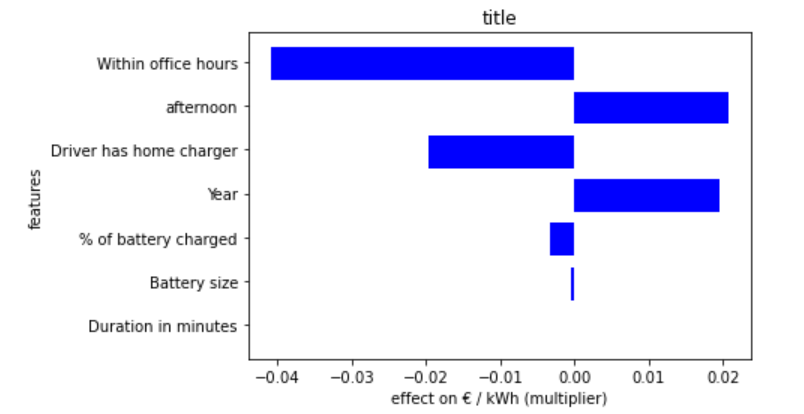 title
Within office hours
afternoon
Driver has home charger
Year
% of battery charged
Battery size
Duration in minutes
features
−0.04 −0.03 −0.02 −0.01 0.00 0.01 0.02
effect on € / kWh (multiplier)